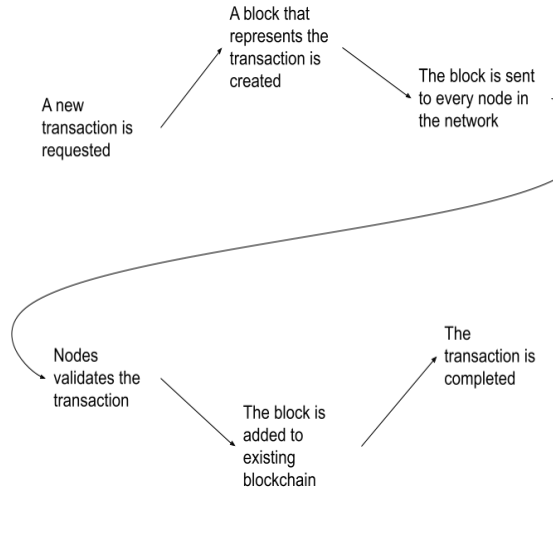 A block that
represents the
transaction is
created
The block is sent
to every node in
the network
A new
transaction is
requested
The
transaction is
completed
Nodes
validates the
transaction
The block is
added to
existing
blockchain